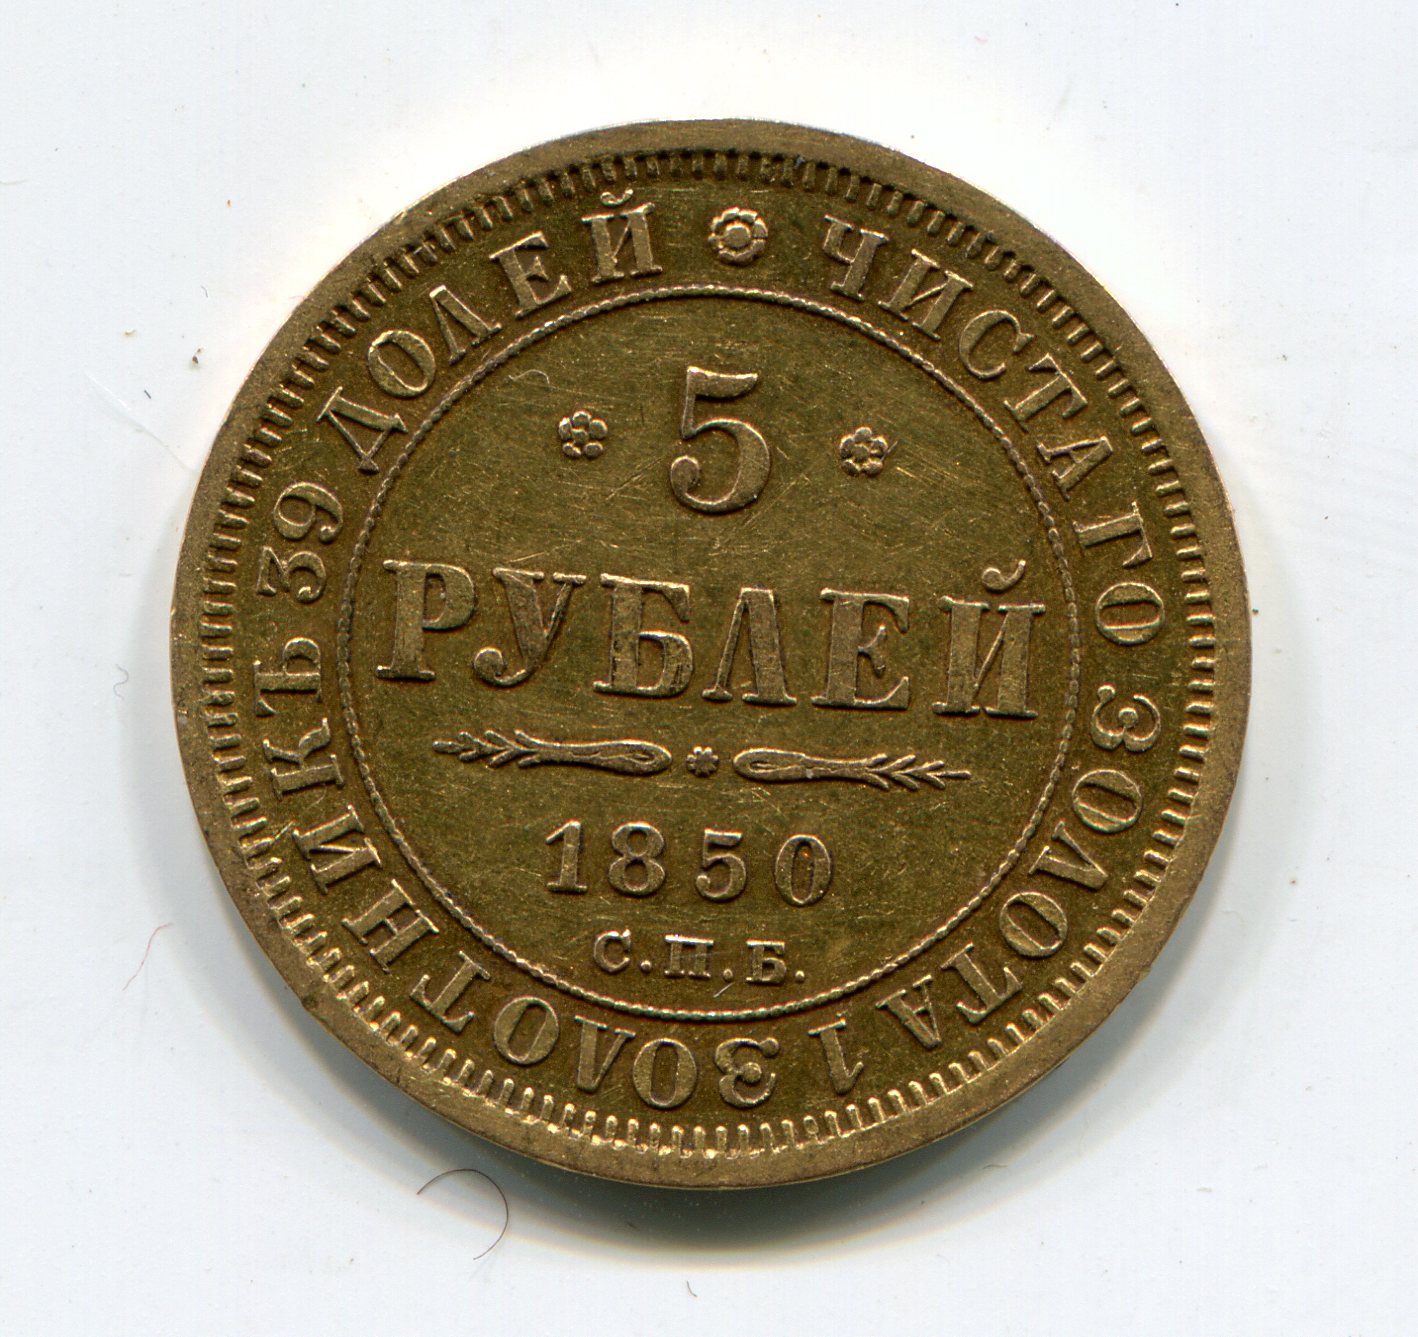 ЧИСТАГО ЗОЛОТА 1 ЗОЛОТНИКЪ 39 ДОЛЕЙ
5
РУБЛЕЙ
1850
С.П.Б.